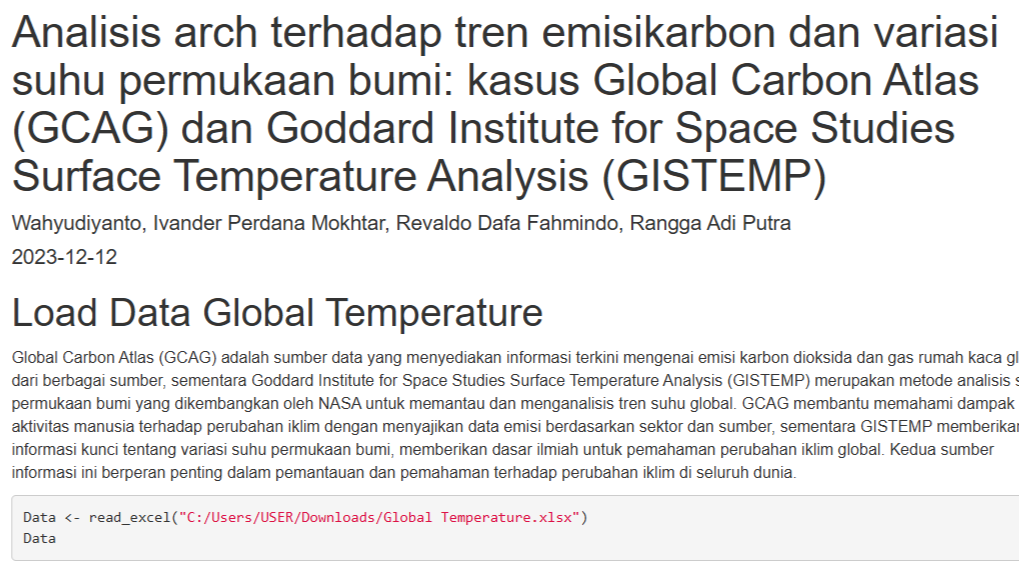 Analisis arch terhadap tren emisikarbon dan variasi
suhu permukaan bumi: kasus Global Carbon Atlas
(GCAG) dan Goddard Institute for Space Studies
Surface Temperature Analysis (GISTEMP)
Wahyudiyanto, Ivander Perdana Mokhtar, Revaldo Dafa Fahmindo, Rangga Adi Putra
2023-12-12
Load Data Global Temperature
Global Carbon Atlas (GCAG) adalah sumber data yang menyediakan informasi terkini mengenai emisi karbon dioksida dan gas rumah kaca
dari berbagai sumber, sementara Goddard Institute for Space Studies Surface Temperature Analysis (GISTEMP) merupakan metode analisis
permukaan bumi yang dikembangkan oleh NASA untuk memantau dan menganalisis tren suhu global. GCAG membantu memahami dampak
aktivitas manusia terhadap perubahan iklim dengan menyajikan data emisi berdasarkan sektor dan sumber, sementara GISTEMP memberikan
informasi kunci tentang variasi suhu permukaan bumi, memberikan dasar ilmiah untuk pemahaman perubahan iklim global. Kedua sumber
informasi ini berperan penting dalam pemantauan dan pemahaman terhadap perubahan iklim di seluruh dunia.
Data <- read_excel("C:/Users/USER/Downloads/Global Temperature.xlsx")
Data